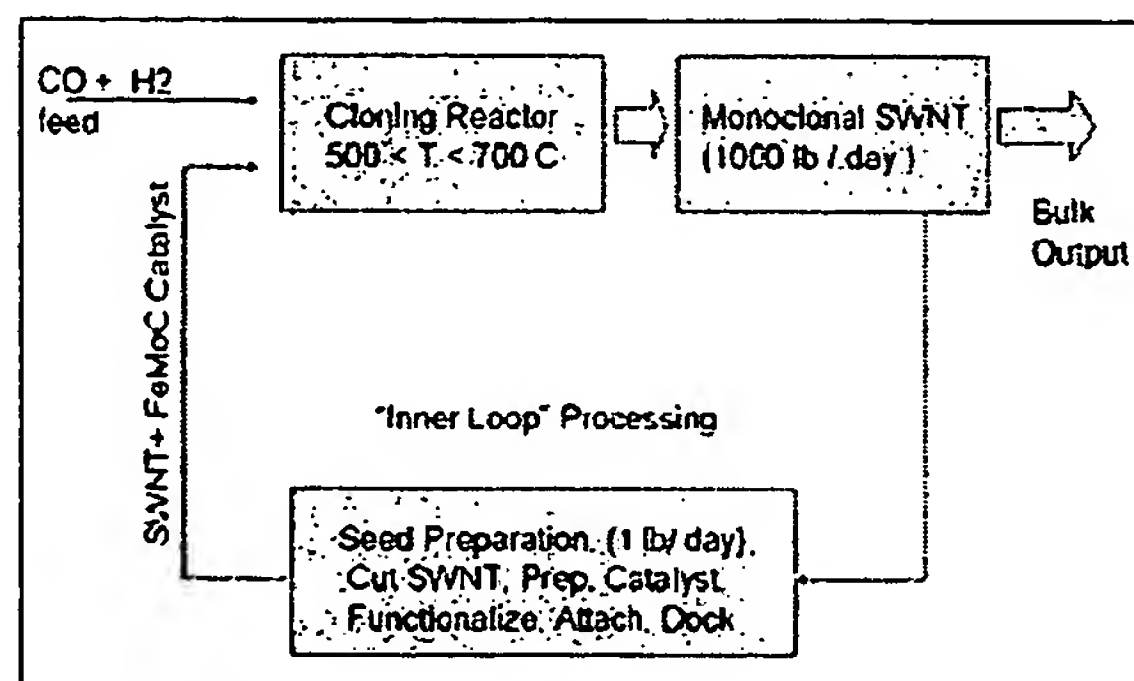 CO + H2
feed
Cloning Reactor
500 < T < 700 C
Monoclonal SWNT
(1000 lb / day)
Bulk
Output
SWNT+ FeMoC Catalyst
"Inner Loop" Processing
Seed Preparation, (1 lb/ day),
Cut SWNT, Prep. Catalyst
Functionalize, Attach, Dock